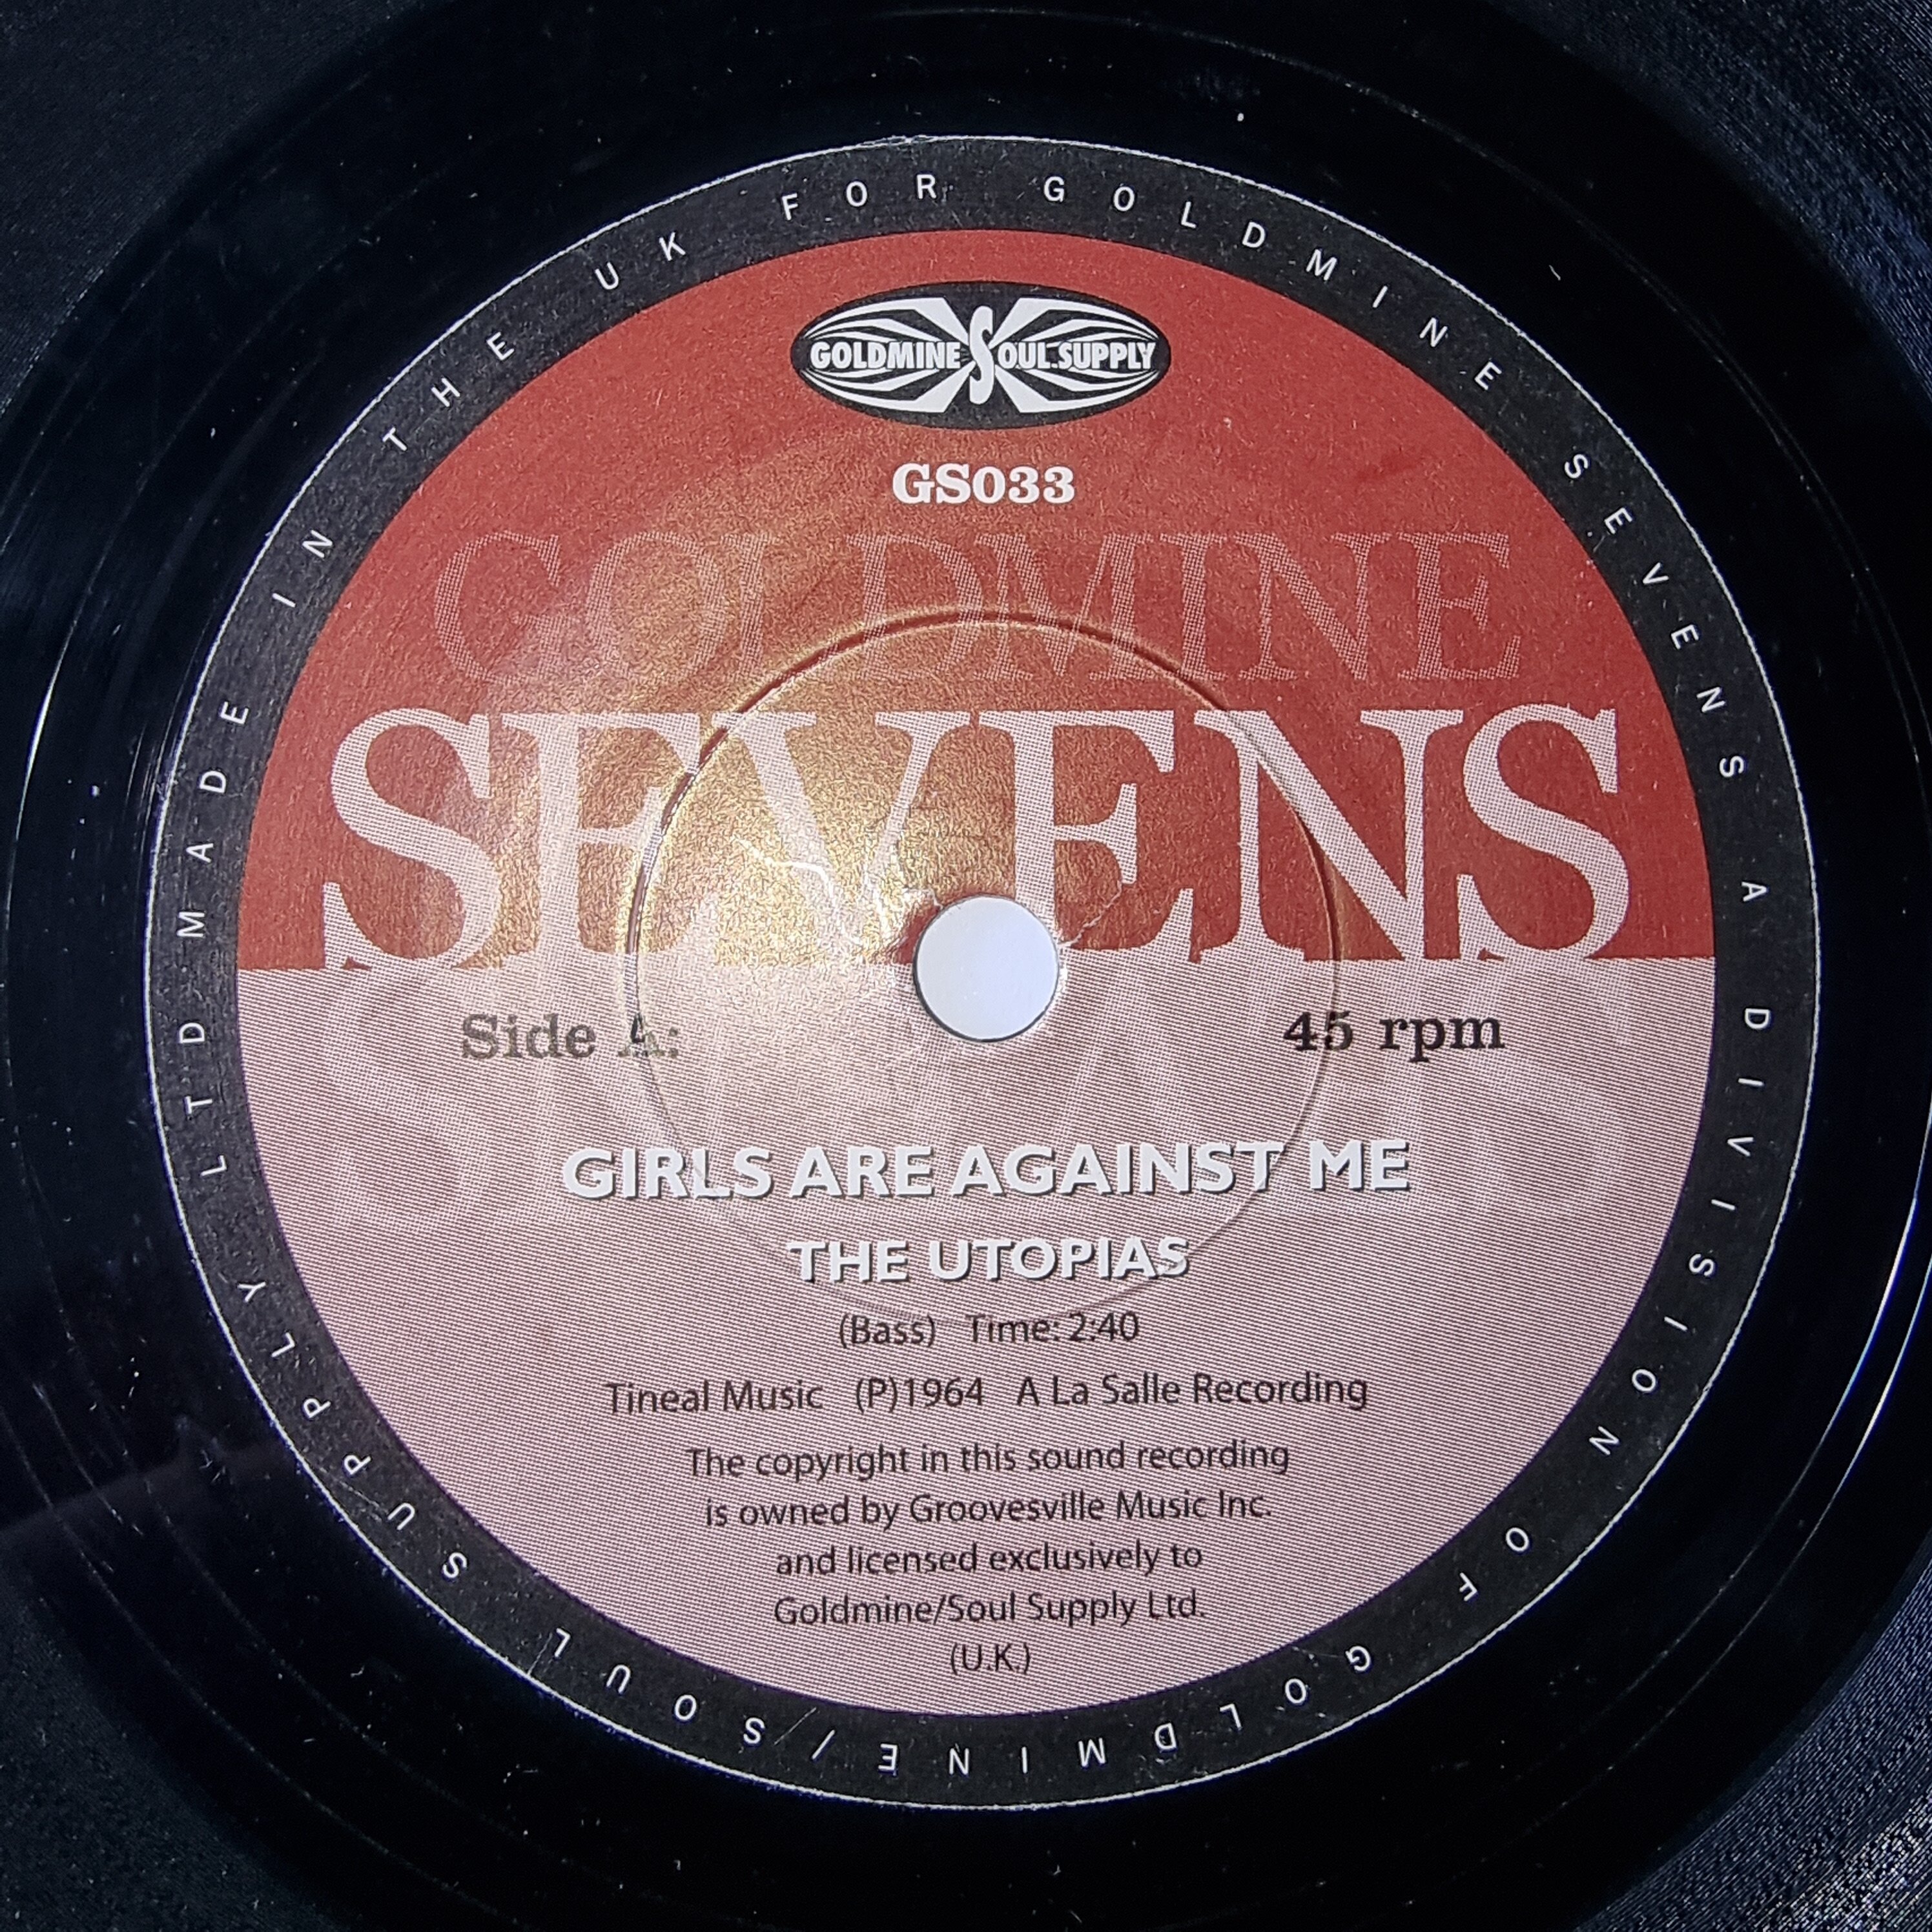 MADE IN THE UK FOR GOLDMINE SEVENS A DIVISION OF GOLDMINE/SOUL SUPPLY LTD
GOLDMINE SOUL SUPPLY
GS033
GOLDMINE
SEVENS
Side A: 45 rpm
GIRLS ARE AGAINST ME
THE UTOPIAS
(Bass) Time: 2:40
Tineal Music (P)1964 A La Salle Recording
The copyright in this sound recording
is owned by Groovesville Music Inc.
and licensed exclusively to
Goldmine/Soul Supply Ltd.
(U.K.)